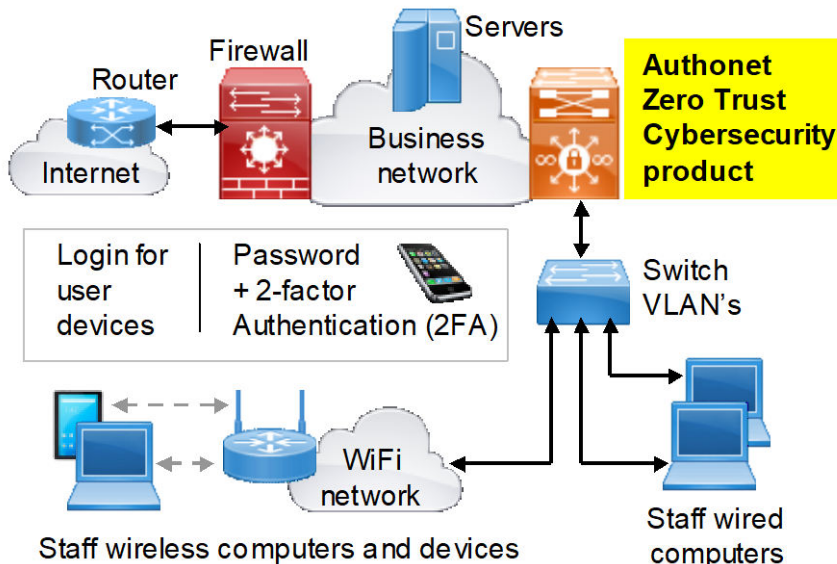 Servers
Firewall
Router
Internet
Business
network
Authonet
Zero Trust
Cybersecurity
product
Login for
user
devices
Password
+ 2-factor
Authentication (2FA)
Switch
VLAN's
WiFi
network
Staff wireless computers and devices
Staff wired
computers